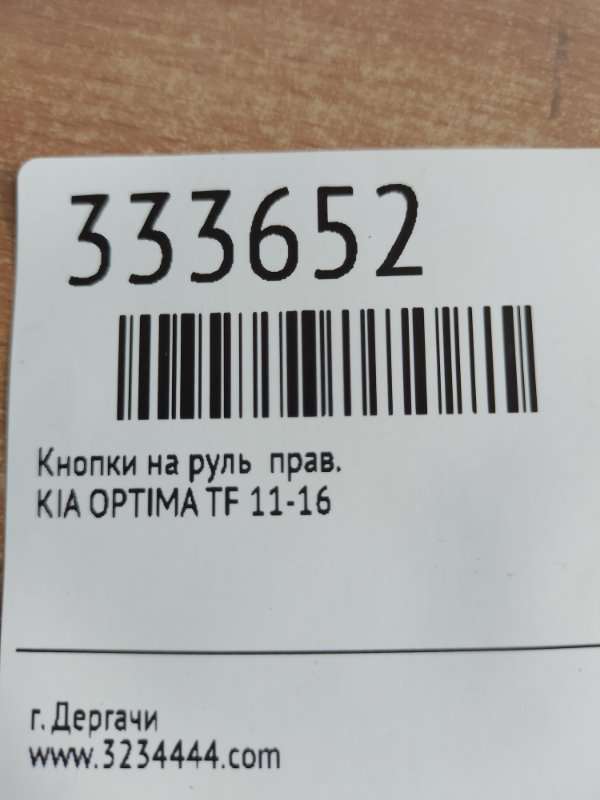 333652
Кнопки на руль прав.
KIA OPTIMA TF 11-16
г. Дергачи
www.3234444.com